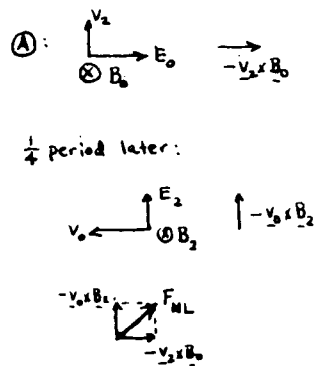 Ⓐ: v₂
E₀
⊗ B₀
-v₂ × B₀
¼ period later:
E₂
v₀
⊗ B₂
-v₀ × B₂
-v₀×B₂
F_NL
-v₂×B₀